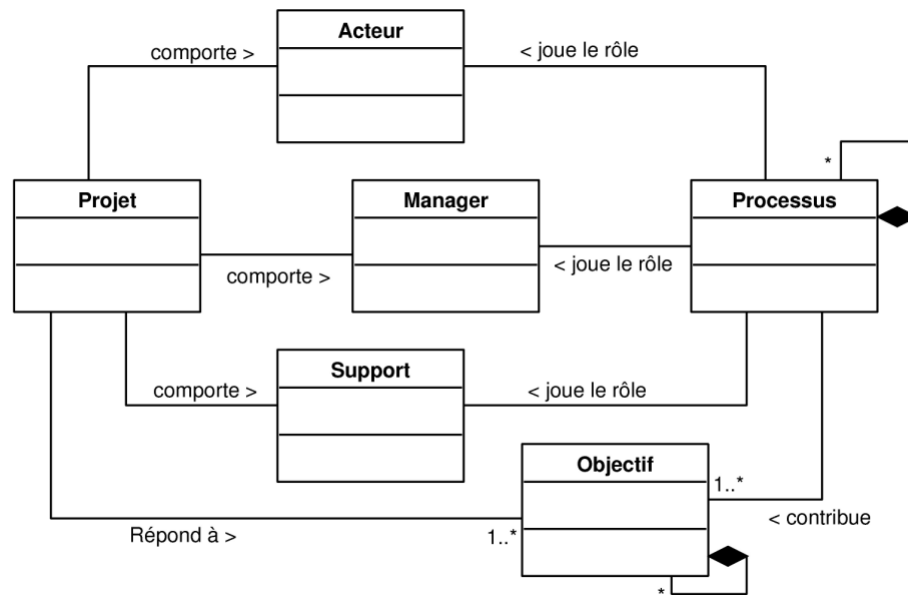 Acteur
comporte >
< joue le rôle
*
Projet
Manager
Processus
comporte >
< joue le rôle
Support
comporte >
< joue le rôle
Objectif
1..*
< contribue
Répond à >
1..*
*